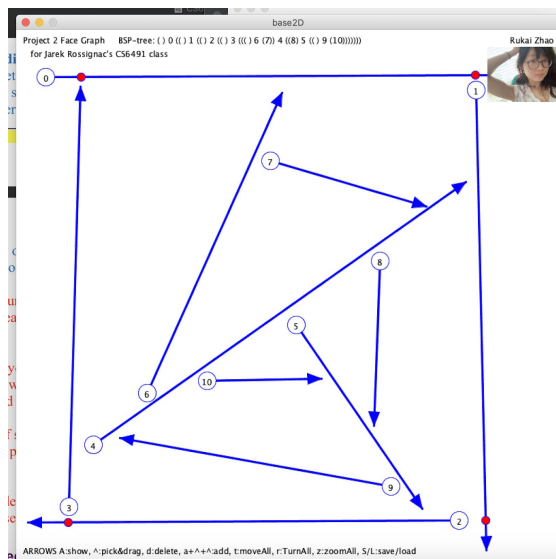 base2D
Project 2 Face Graph BSP-tree: ( ) 0 (( ) 1 (( ) 2 (( ) 3 ((( ) 6 (7)) 4 ((8) 5 (( ) 9 (10)))))))
Rukai Zhao
for Jarek Rossignac's CS6491 class
0
1
7
8
5
10
6
4
9
3
2
ARROWS A:show, ^:pick&drag, d:delete, a+^+^:add, t:moveAll, r:TurnAll, z:zoomAll, S/L:save/load